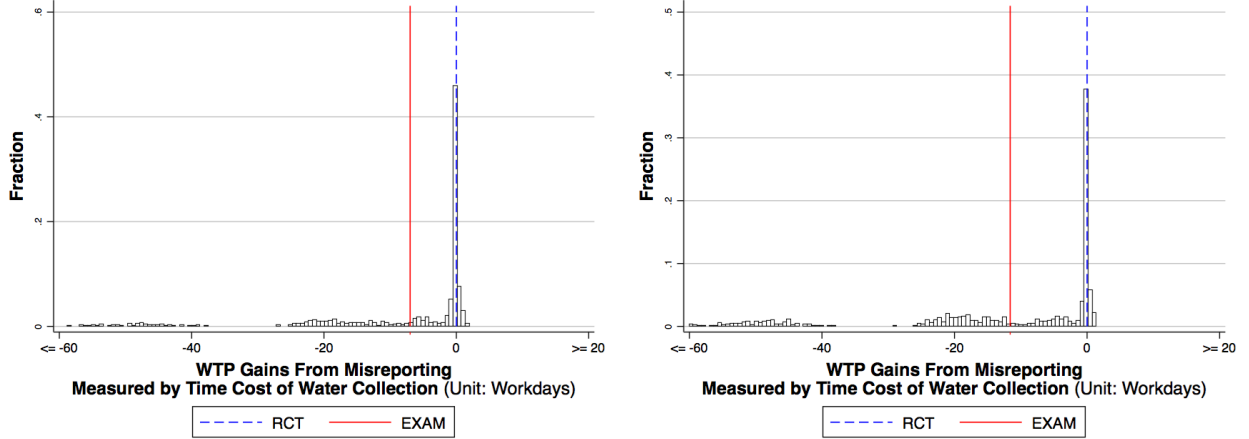 .6
.4
.2
0
Fraction
<= -60 -40 -20 0 >= 20
WTP Gains From Misreporting
Measured by Time Cost of Water Collection (Unit: Workdays)
RCT EXAM
.5
.4
.3
.2
.1
0
Fraction
<= -60 -40 -20 0 >= 20
WTP Gains From Misreporting
Measured by Time Cost of Water Collection (Unit: Workdays)
RCT EXAM